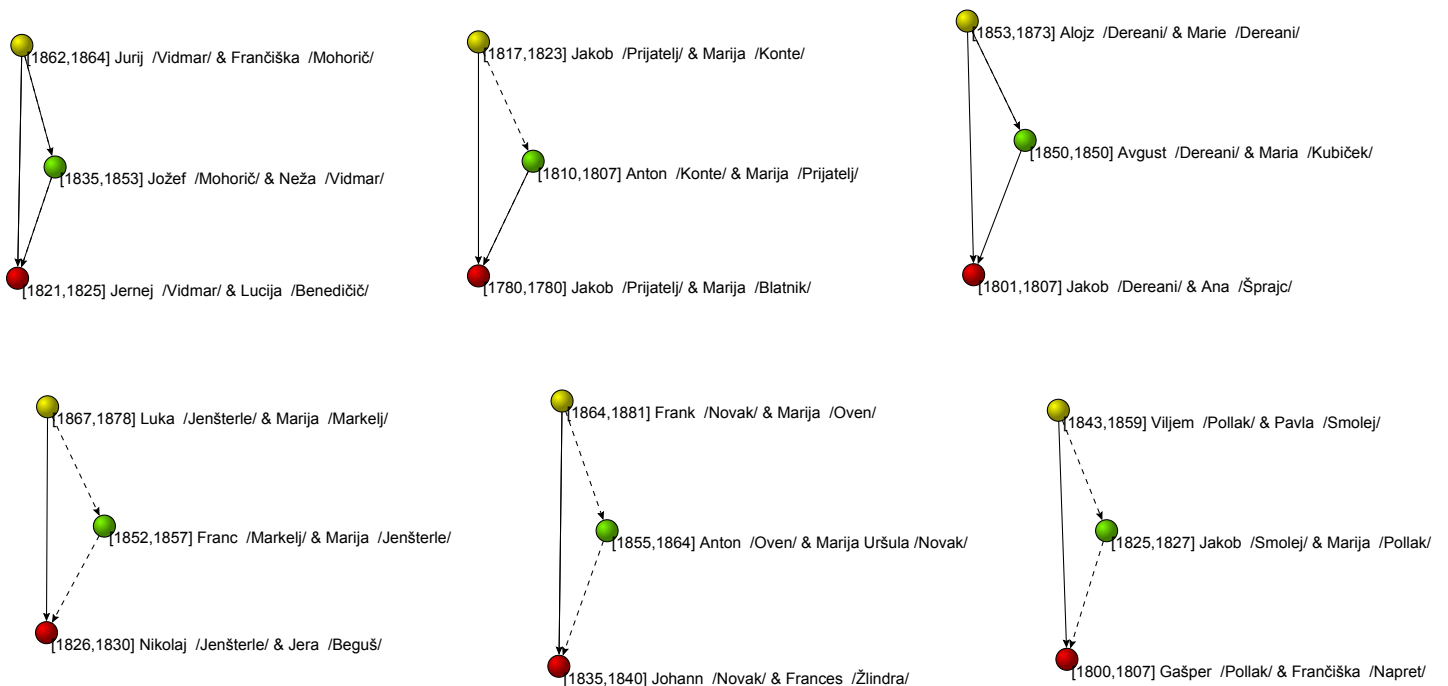 [1862,1864] Jurij /Vidmar/ & Frančiška /Mohorič/
[1835,1853] Jožef /Mohorič/ & Neža /Vidmar/
[1821,1825] Jernej /Vidmar/ & Lucija /Benedičič/
[1817,1823] Jakob /Prijatelj/ & Marija /Konte/
[1810,1807] Anton /Konte/ & Marija /Prijatelj/
[1780,1780] Jakob /Prijatelj/ & Marija /Blatnik/
[1853,1873] Alojz /Dereani/ & Marie /Dereani/
[1850,1850] Avgust /Dereani/ & Maria /Kubiček/
[1801,1807] Jakob /Dereani/ & Ana /Šprajc/
[1867,1878] Luka /Jenšterle/ & Marija /Markelj/
[1852,1857] Franc /Markelj/ & Marija /Jenšterle/
[1826,1830] Nikolaj /Jenšterle/ & Jera /Beguš/
[1864,1881] Frank /Novak/ & Marija /Oven/
[1855,1864] Anton /Oven/ & Marija Uršula /Novak/
[1835,1840] Johann /Novak/ & Frances /Žlindra/
[1843,1859] Viljem /Pollak/ & Pavla /Smolej/
[1825,1827] Jakob /Smolej/ & Marija /Pollak/
[1800,1807] Gašper /Pollak/ & Frančiška /Napret/